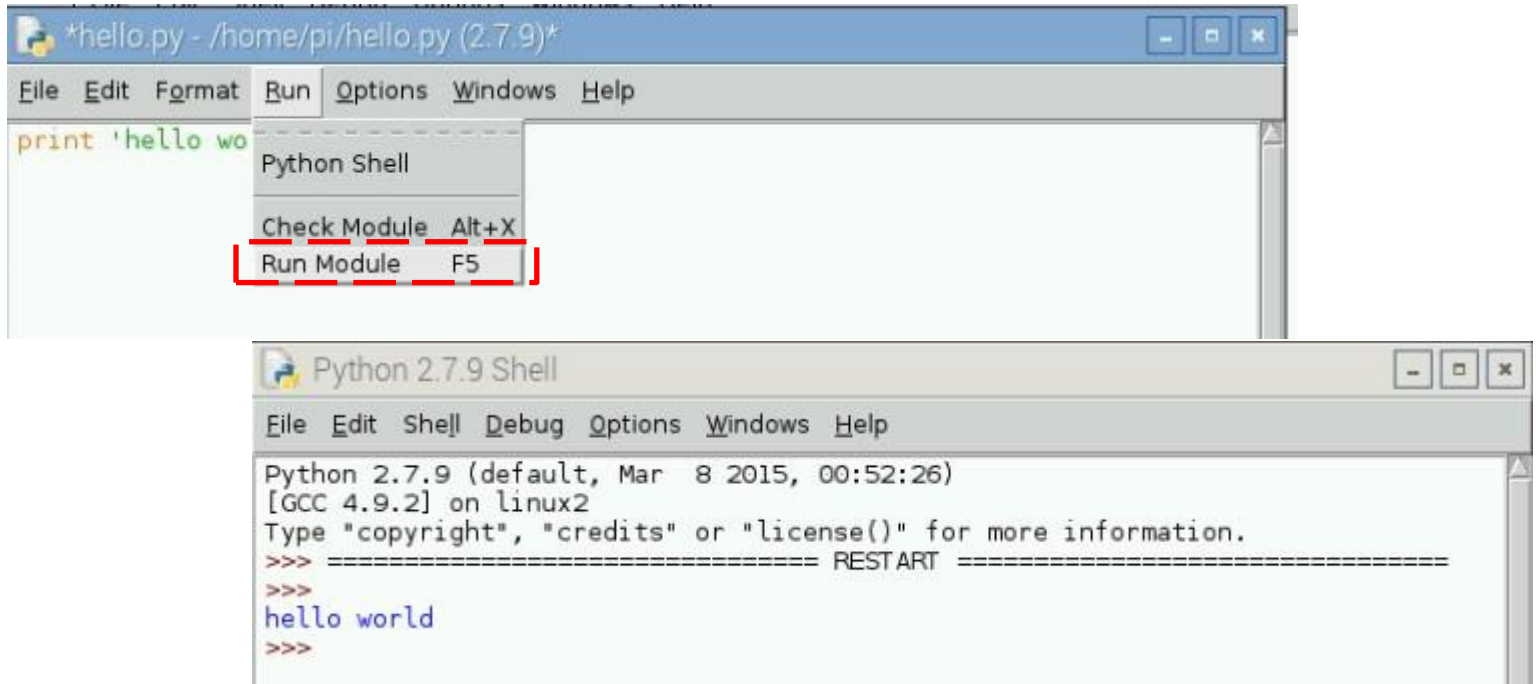 *hello.py - /home/pi/hello.py (2.7.9)*
File Edit Format Run Options Windows Help
print 'hello wo
Python Shell
Check Module Alt+X
Run Module F5
Python 2.7.9 Shell
File Edit Shell Debug Options Windows Help
Python 2.7.9 (default, Mar  8 2015, 00:52:26)
[GCC 4.9.2] on linux2
Type "copyright", "credits" or "license()" for more information.
>>> ================================ RESTART ================================
>>>
hello world
>>>